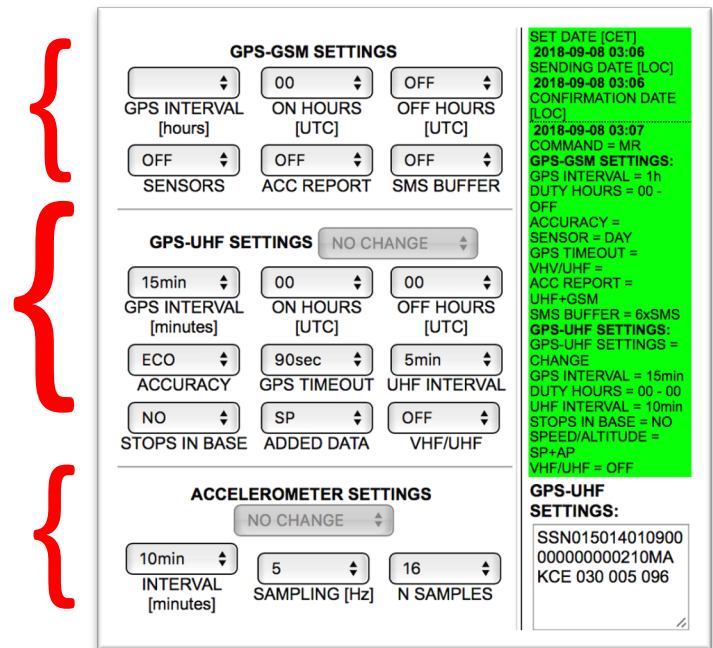 GPS-GSM SETTINGS
00 OFF
GPS INTERVAL ON HOURS OFF HOURS
[hours] [UTC] [UTC]
OFF OFF OFF
SENSORS ACC REPORT SMS BUFFER
GPS-UHF SETTINGS NO CHANGE
15min 00 00
GPS INTERVAL ON HOURS OFF HOURS
[minutes] [UTC] [UTC]
ECO 90sec 5min
ACCURACY GPS TIMEOUT UHF INTERVAL
NO SP OFF
STOPS IN BASE ADDED DATA VHF/UHF
ACCELEROMETER SETTINGS
NO CHANGE
10min 5 16
INTERVAL SAMPLING [Hz] N SAMPLES
[minutes]
SET DATE [CET]
2018-09-08 03:06
SENDING DATE [LOC]
2018-09-08 03:06
CONFIRMATION DATE
[LOC]
2018-09-08 03:07
COMMAND = MR
GPS-GSM SETTINGS:
GPS INTERVAL = 1h
DUTY HOURS = 00 -
OFF
ACCURACY =
SENSOR = DAY
GPS TIMEOUT =
VHV/UHF =
ACC REPORT =
UHF+GSM
SMS BUFFER = 6xSMS
GPS-UHF SETTINGS:
GPS-UHF SETTINGS =
CHANGE
GPS INTERVAL = 15min
DUTY HOURS = 00 - 00
UHF INTERVAL = 10min
STOPS IN BASE = NO
SPEED/ALTITUDE =
SP+AP
VHF/UHF = OFF
GPS-UHF
SETTINGS:
SSN015014010900
000000000210MA
KCE 030 005 096